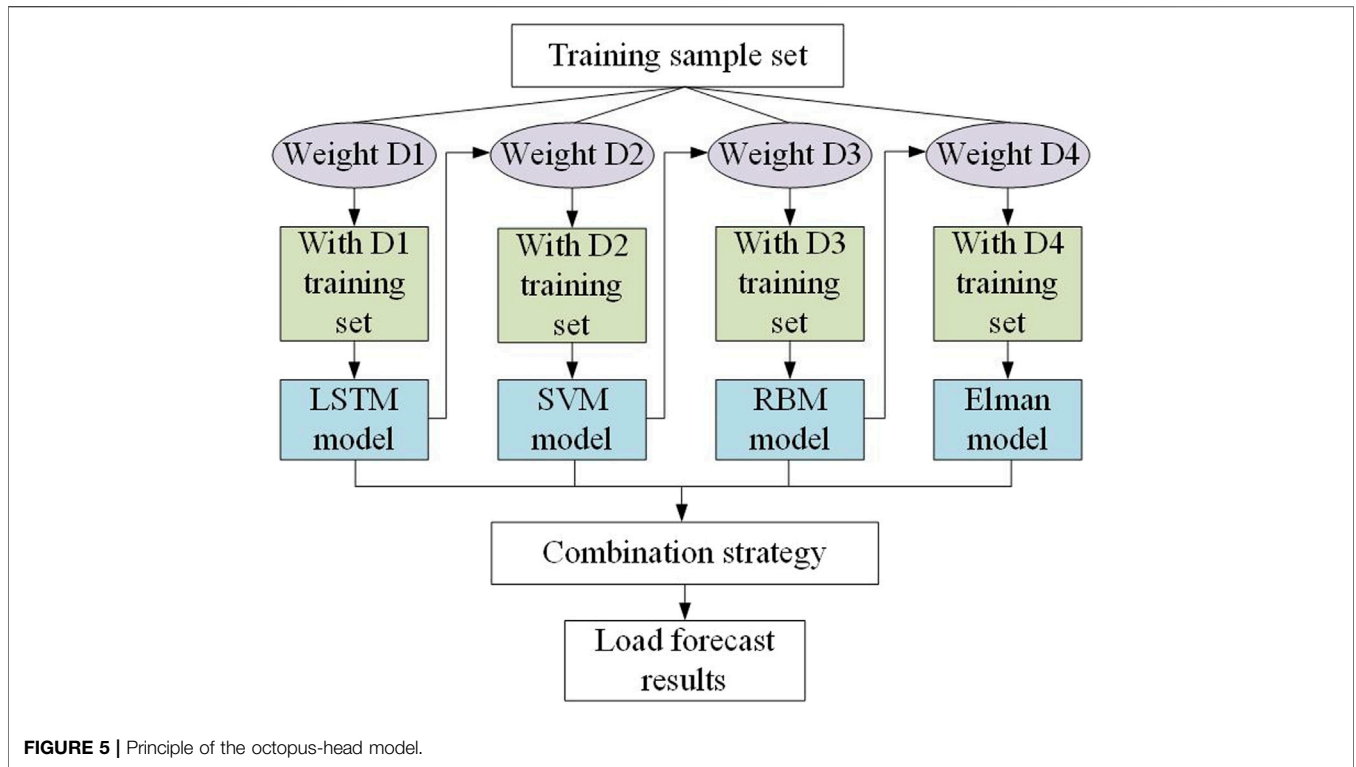 Training sample set
Weight D1
Weight D2
Weight D3
Weight D4
With D1
training
set
With D2
training
set
With D3
training
set
With D4
training
set
LSTM
model
SVM
model
RBM
model
Elman
model
Combination strategy
Load forecast
results
FIGURE 5 | Principle of the octopus-head model.